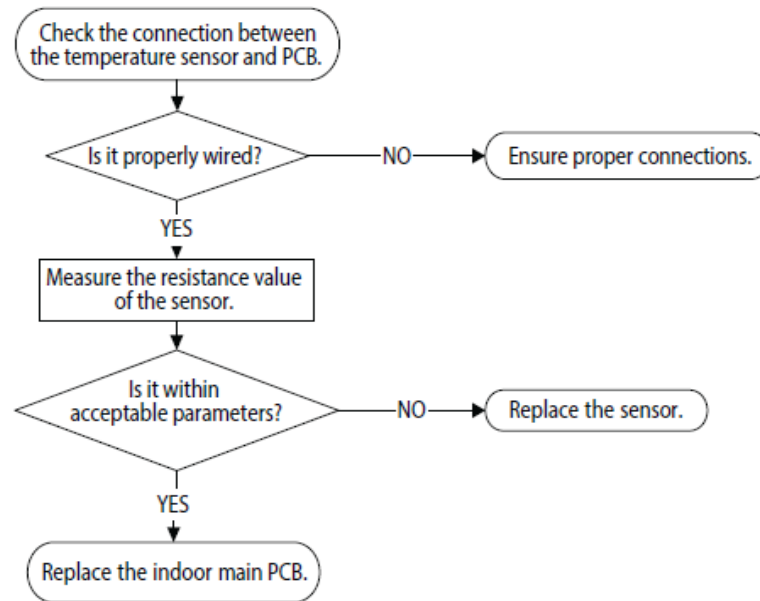 Check the connection between
the temperature sensor and PCB.
Is it properly wired?
NO
Ensure proper connections.
YES
Measure the resistance value
of the sensor.
Is it within
acceptable parameters?
NO
Replace the sensor.
YES
Replace the indoor main PCB.